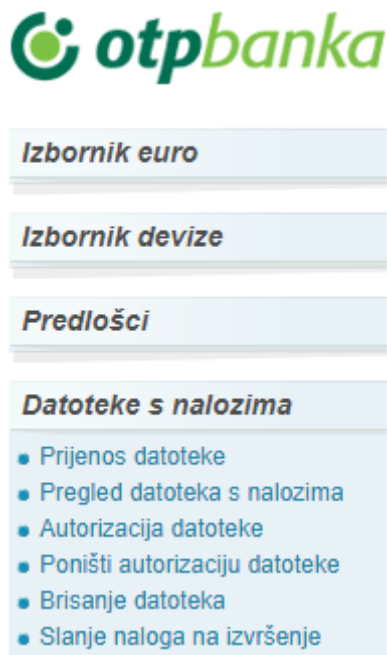 otpbanka
Izbornik euro
Izbornik devize
Predlošci
Datoteke s nalozima
Prijenos datoteke
Pregled datoteka s nalozima
Autorizacija datoteke
Poništi autorizaciju datoteke
Brisanje datoteka
Slanje naloga na izvršenje